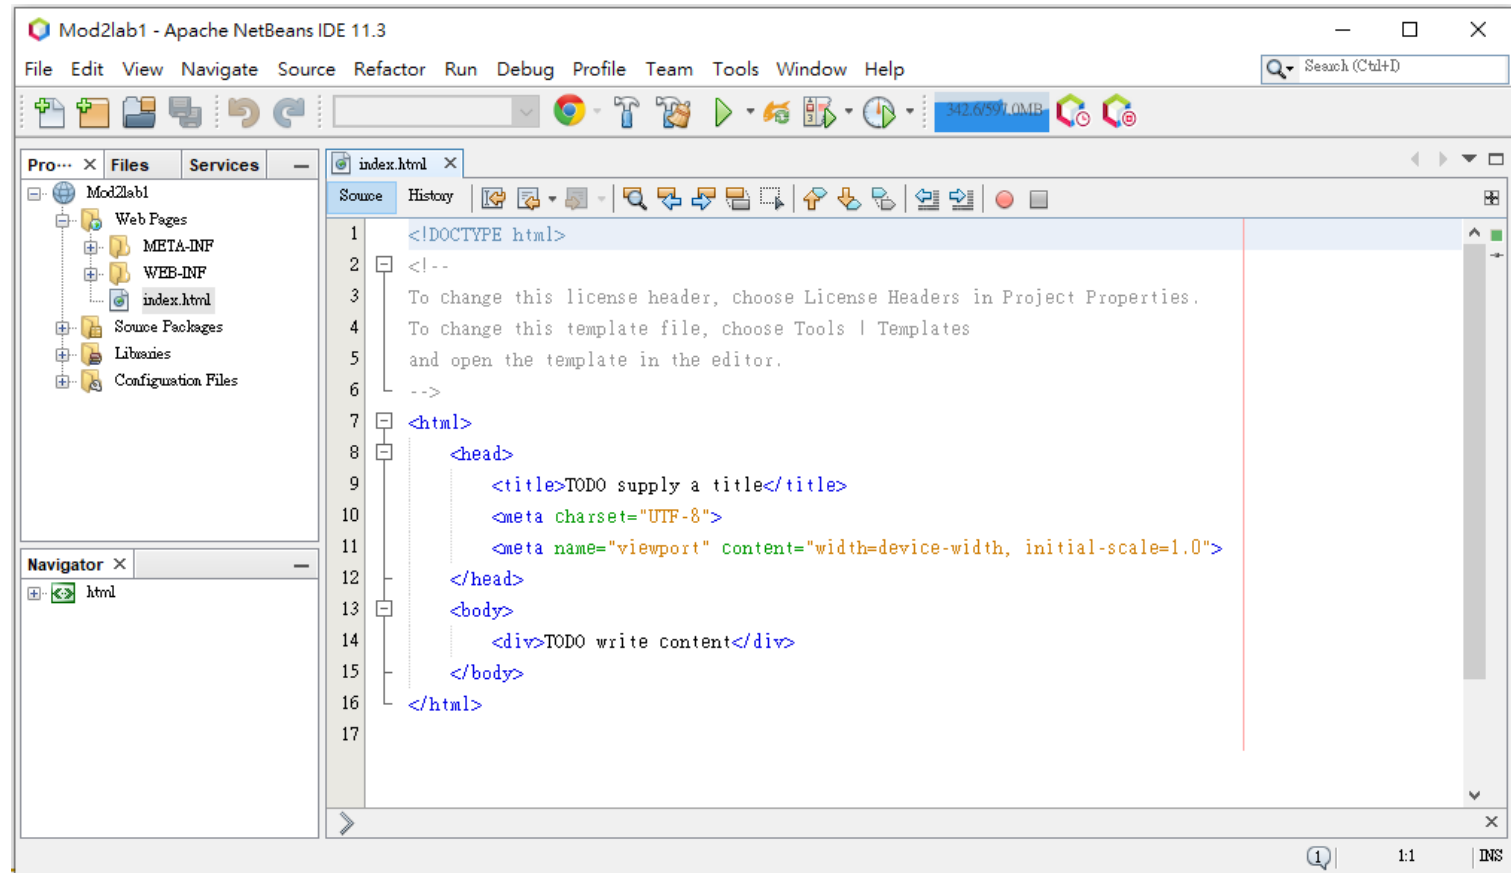 Mod2lab1 - Apache NetBeans IDE 11.3
File Edit View Navigate Source Refactor Run Debug Profile Team Tools Window Help
Search (Ctrl+I)
342.6/597.0MB
Pro··· Files Services
index.html
Mod2lab1
Web Pages
META-INF
WEB-INF
index.html
Source Packages
Libraries
Configuration Files
Navigator
html
Source History
1 <!DOCTYPE html>
2 <!--
3 To change this license header, choose License Headers in Project Properties.
4 To change this template file, choose Tools | Templates
5 and open the template in the editor.
6 -->
7 <html>
8 <head>
9 <title>TODO supply a title</title>
10 <meta charset="UTF-8">
11 <meta name="viewport" content="width=device-width, initial-scale=1.0">
12 </head>
13 <body>
14 <div>TODO write content</div>
15 </body>
16 </html>
17
1 1:1 INS